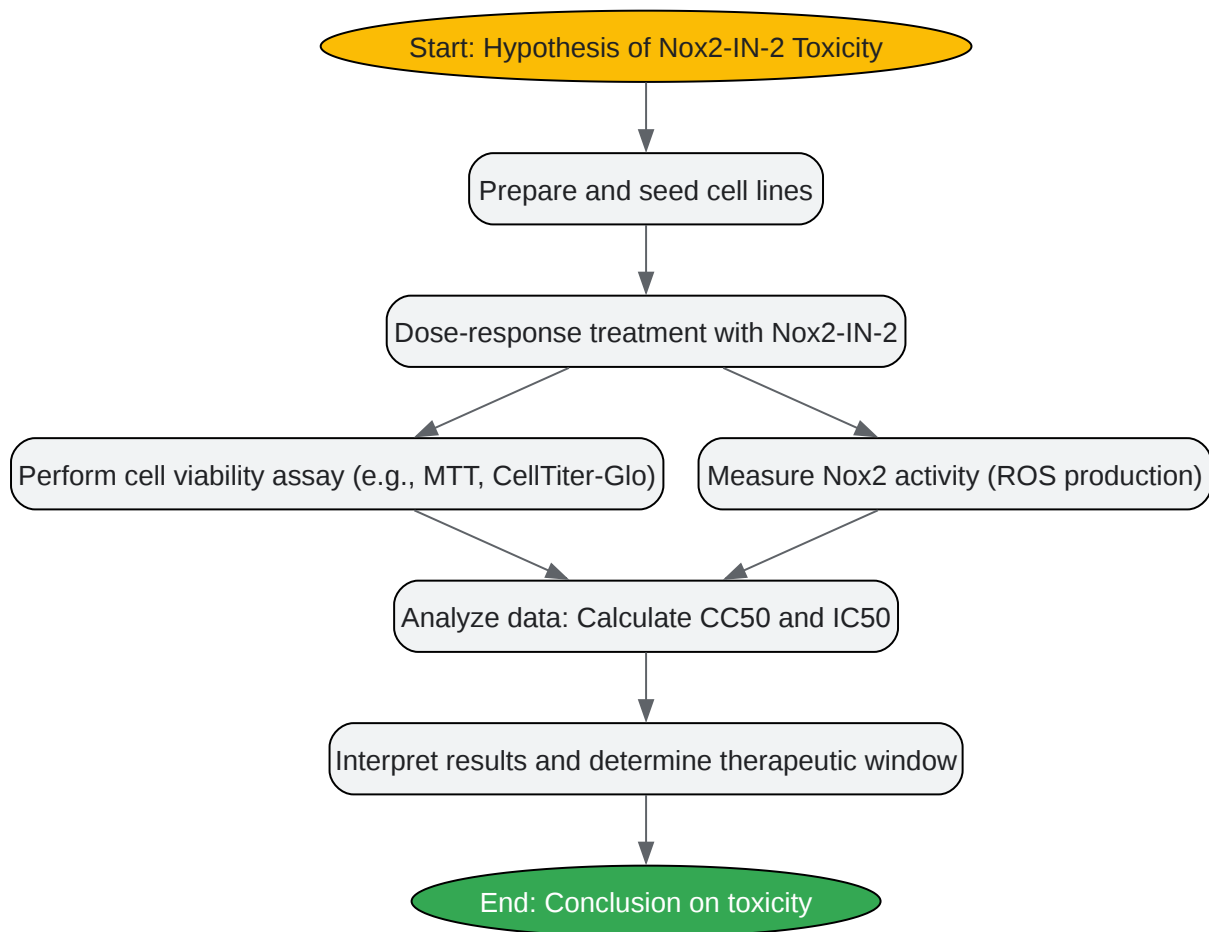 Start: Hypothesis of Nox2-IN-2 Toxicity
Prepare and seed cell lines
Dose-response treatment with Nox2-IN-2
Perform cell viability assay (e.g., MTT, CellTiter-Glo)
Measure Nox2 activity (ROS production)
Analyze data: Calculate CC50 and IC50
Interpret results and determine therapeutic window
End: Conclusion on toxicity